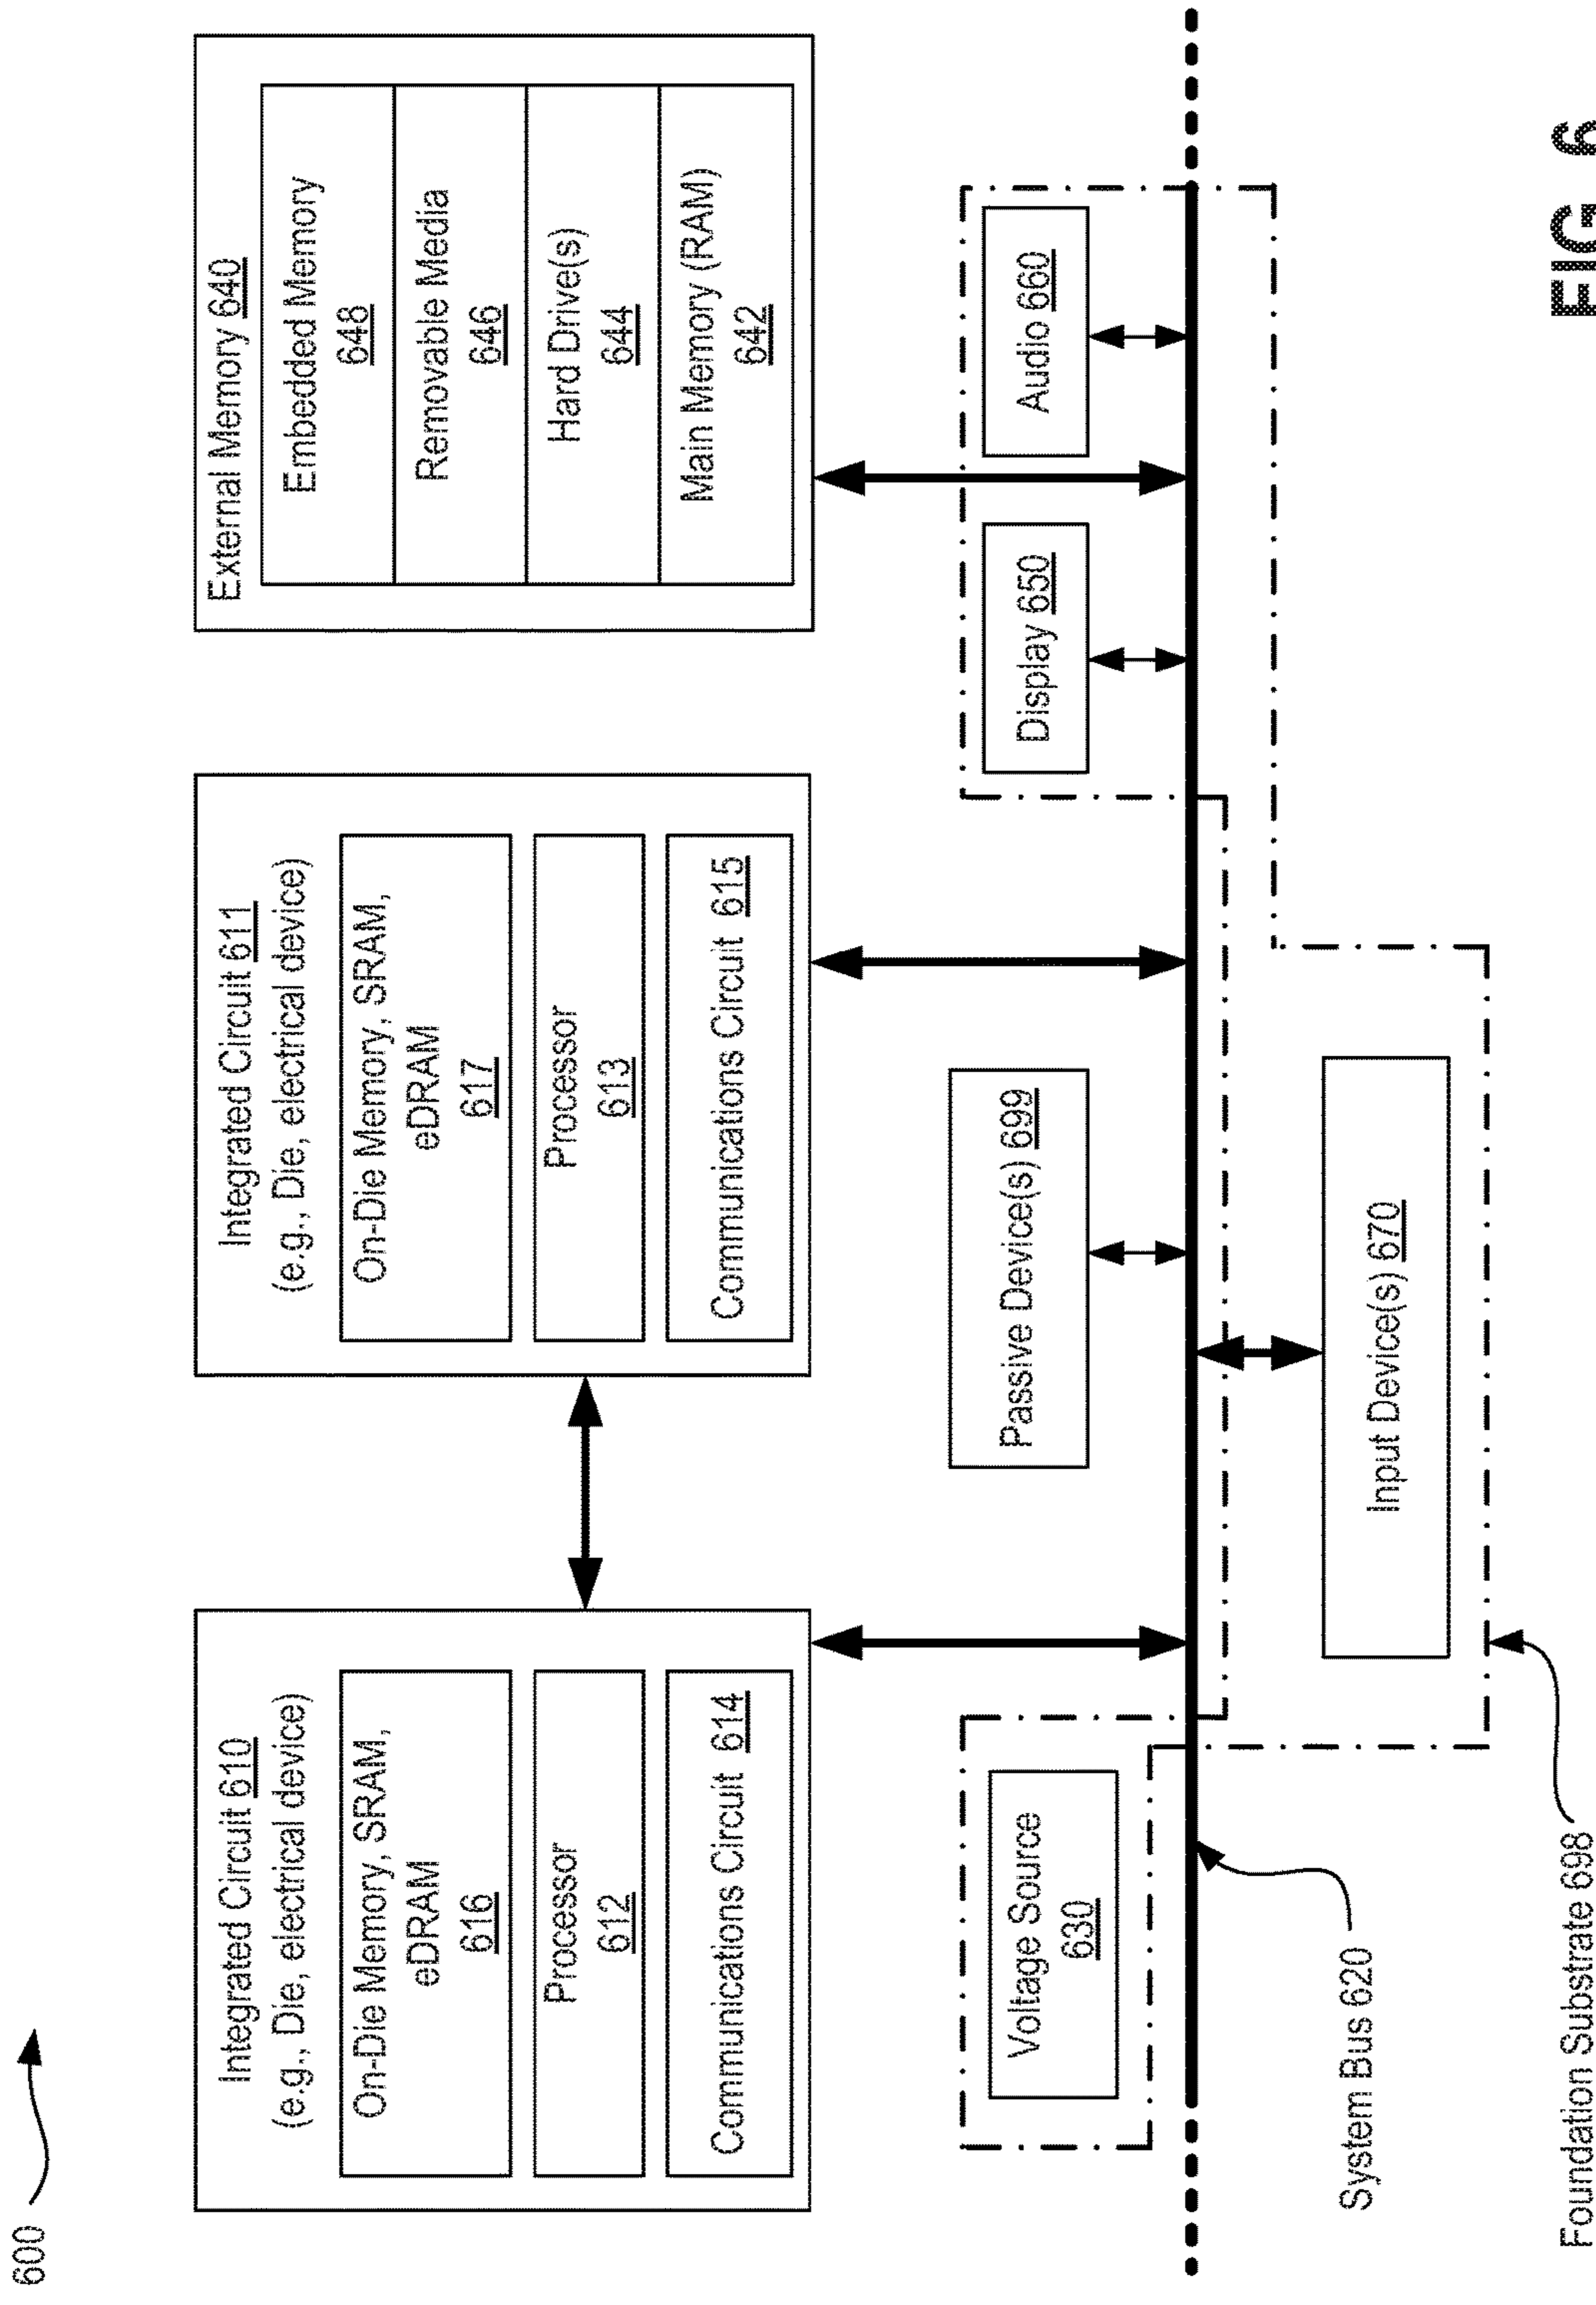 600
Integrated Circuit 610
(e.g., Die, electrical device)
On-Die Memory, SRAM,
eDRAM
616
Processor
612
Communications Circuit 614
Integrated Circuit 611
(e.g., Die, electrical device)
On-Die Memory, SRAM,
eDRAM
617
Processor
613
Communications Circuit 615
External Memory 640
Embedded Memory
648
Removable Media
646
Hard Drive(s)
644
Main Memory (RAM)
642
Voltage Source
630
Passive Device(s) 699
Display 650
Audio 660
System Bus 620
Input Device(s) 670
Foundation Substrate 698
FIG. 6